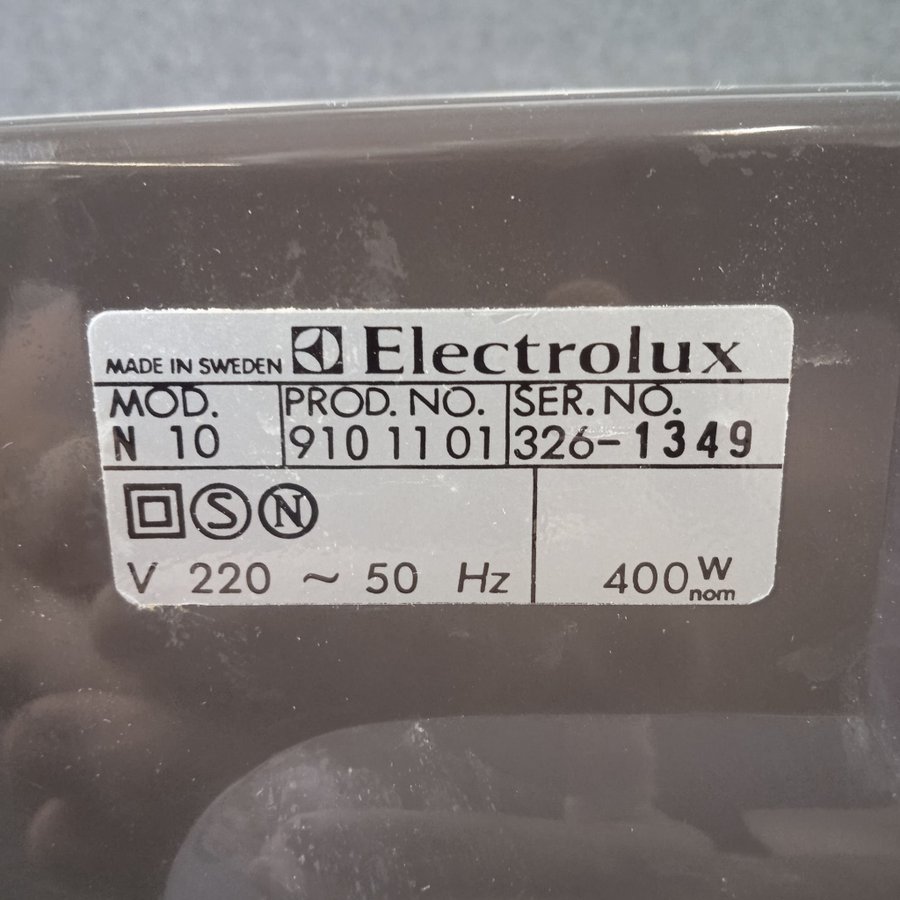 MADE IN SWEDEN Electrolux
MOD. PROD. NO. SER. NO.
N 10 910 11 01 326-1349
S N
V 220 ~ 50 Hz 400 W nom